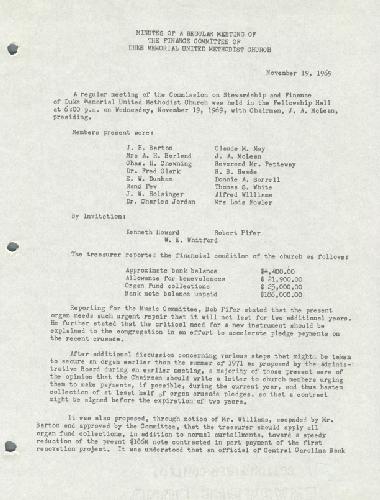 MINUTES OF A REGULAR MEETING OF
THE FINANCE COMMITTEE OF
DUKE MEMORIAL UNITED METHODIST CHURCH
November 19, 1969
A regular meeting of the Commission on Stewardship and Finance
of Duke Memorial United Methodist Church was held in the Fellowship Hall
at 6:00 p.m. on Wednesday, November 19, 1969, with Chairman, J. A. McLean,
presiding.
Members present were:
J. E. Barton Claude M. May
Mrs A. H. Borland J. A. McLean
Chas. H. Chewning Reverend Mr. Petteway
Dr. Fred Clark H. B. Rhode
E. W. Dunham Donnie A. Sorrell
Rand Few Thomas G. White
J. W. Holsinger Alfred Williams
Dr. Charles Jordan Mrs Lois Fowler
By Invitation:
Kenneth Howard Robert Fifer
W. E. Whitford
The treasurer reported the financial condition of the church as follows:
Approximate bank balance $4,400.00
Allowance for benevolences $ 21,900.00
Organ Fund collections $ 25,000.00
Bank note balance unpaid $166,000.00
Reporting for the Music Committee, Bob Fifer stated that the present
organ needs such urgent repair that it will not last for two additional years.
He further stated that the critical need for a new instrument should be
explained to the congregation in an effort to accelerate pledge payments on
the recent crusade.
After additional discussion concerning various steps that might be taken
to secure an organ earlier than the summer of 1971 as proposed by the Adminis-
trative Board during an earlier meeting, a majority of those present were of
the opinion that the Chairman should write a letter to church members urging
them to make payments, if possible, during the current year, and thus hasten
collection of at least half of organ amounts pledges, so that a contract
might be signed before the expiration of two years.
It was also proposed, through motion of Mr. Williams, seconded by Mr.
Barton and approved by the Committee, that the treasurer should apply all
organ fund collections, in addition to normal curtailments, toward a steady
reduction of the present $166M note contracted in part payment of the first
renovation project. It was understood that an official of Central Carolina Bank